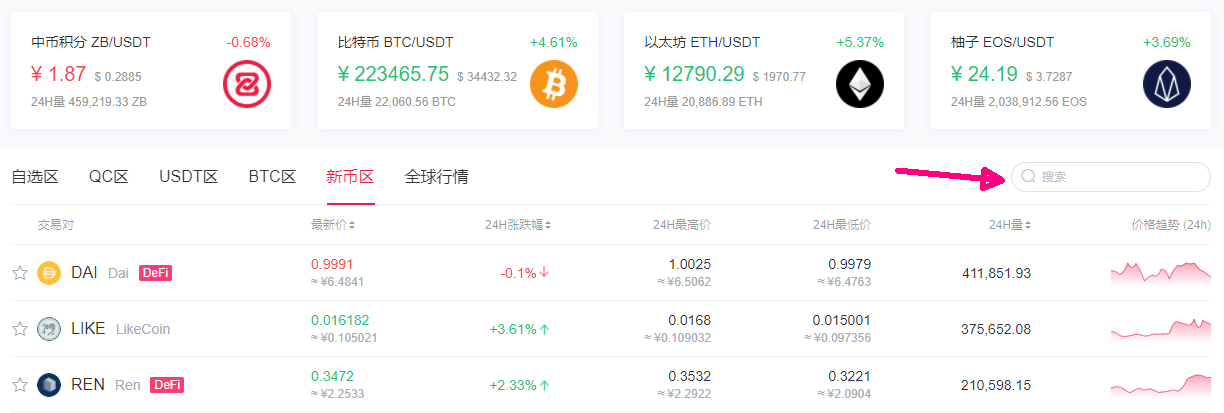 中币积分 ZB/USDT -0.68%
¥ 1.87 $ 0.2885
24H量 459,219.33 ZB
比特币 BTC/USDT +4.61%
¥ 223465.75 $ 34432.32
24H量 22,060.56 BTC
以太坊 ETH/USDT +5.37%
¥ 12790.29 $ 1970.77
24H量 20,886.89 ETH
柚子 EOS/USDT +3.69%
¥ 24.19 $ 3.7287
24H量 2,038,912.56 EOS
自选区 QC区 USDT区 BTC区 新币区 全球行情 搜索
交易对 最新价 24H涨跌幅 24H最高价 24H最低价 24H量 价格趋势 (24h)
DAI Dai DeFi 0.9991 -0.1% 1.0025 0.9979 411,851.93
≈ ¥6.4841 ≈ ¥6.5062 ≈ ¥6.4763
LIKE LikeCoin 0.016182 +3.61% 0.0168 0.015001 375,652.08
≈ ¥0.105021 ≈ ¥0.109032 ≈ ¥0.097356
REN Ren DeFi 0.3472 +2.33% 0.3532 0.3221 210,598.15
≈ ¥2.2533 ≈ ¥2.2922 ≈ ¥2.0904